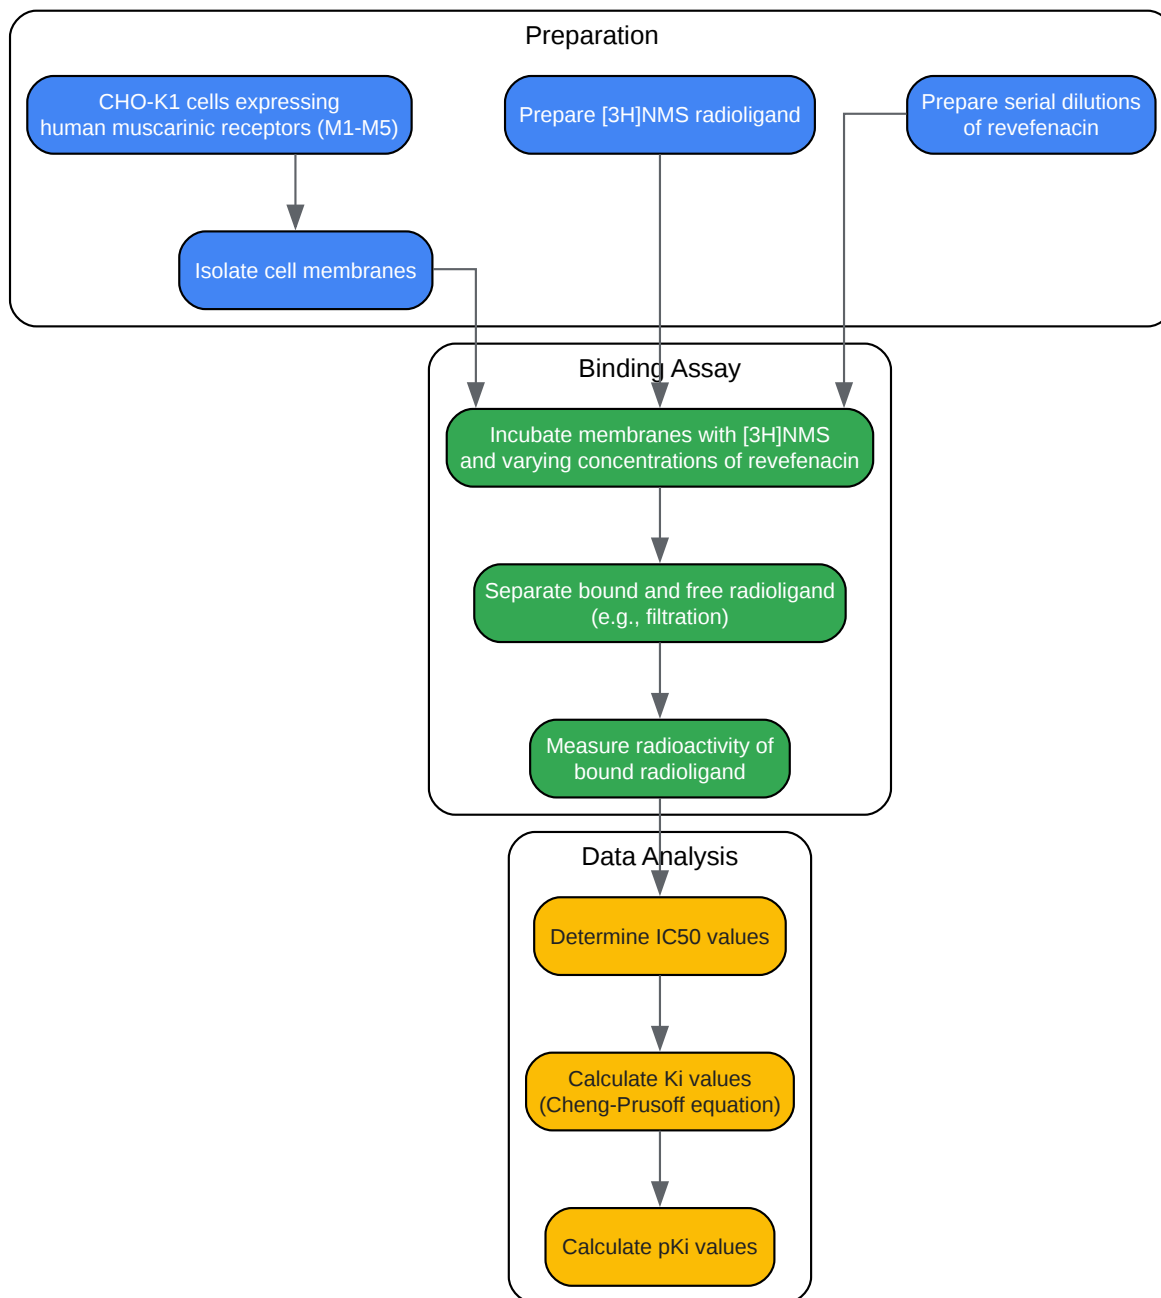 Preparation
CHO-K1 cells expressing
human muscarinic receptors (M1-M5)
Prepare [3H]NMS radioligand
Prepare serial dilutions
of revefenacin
Isolate cell membranes
Binding Assay
Incubate membranes with [3H]NMS
and varying concentrations of revefenacin
Separate bound and free radioligand
(e.g., filtration)
Measure radioactivity of
bound radioligand
Data Analysis
Determine IC50 values
Calculate Ki values
(Cheng-Prusoff equation)
Calculate pKi values